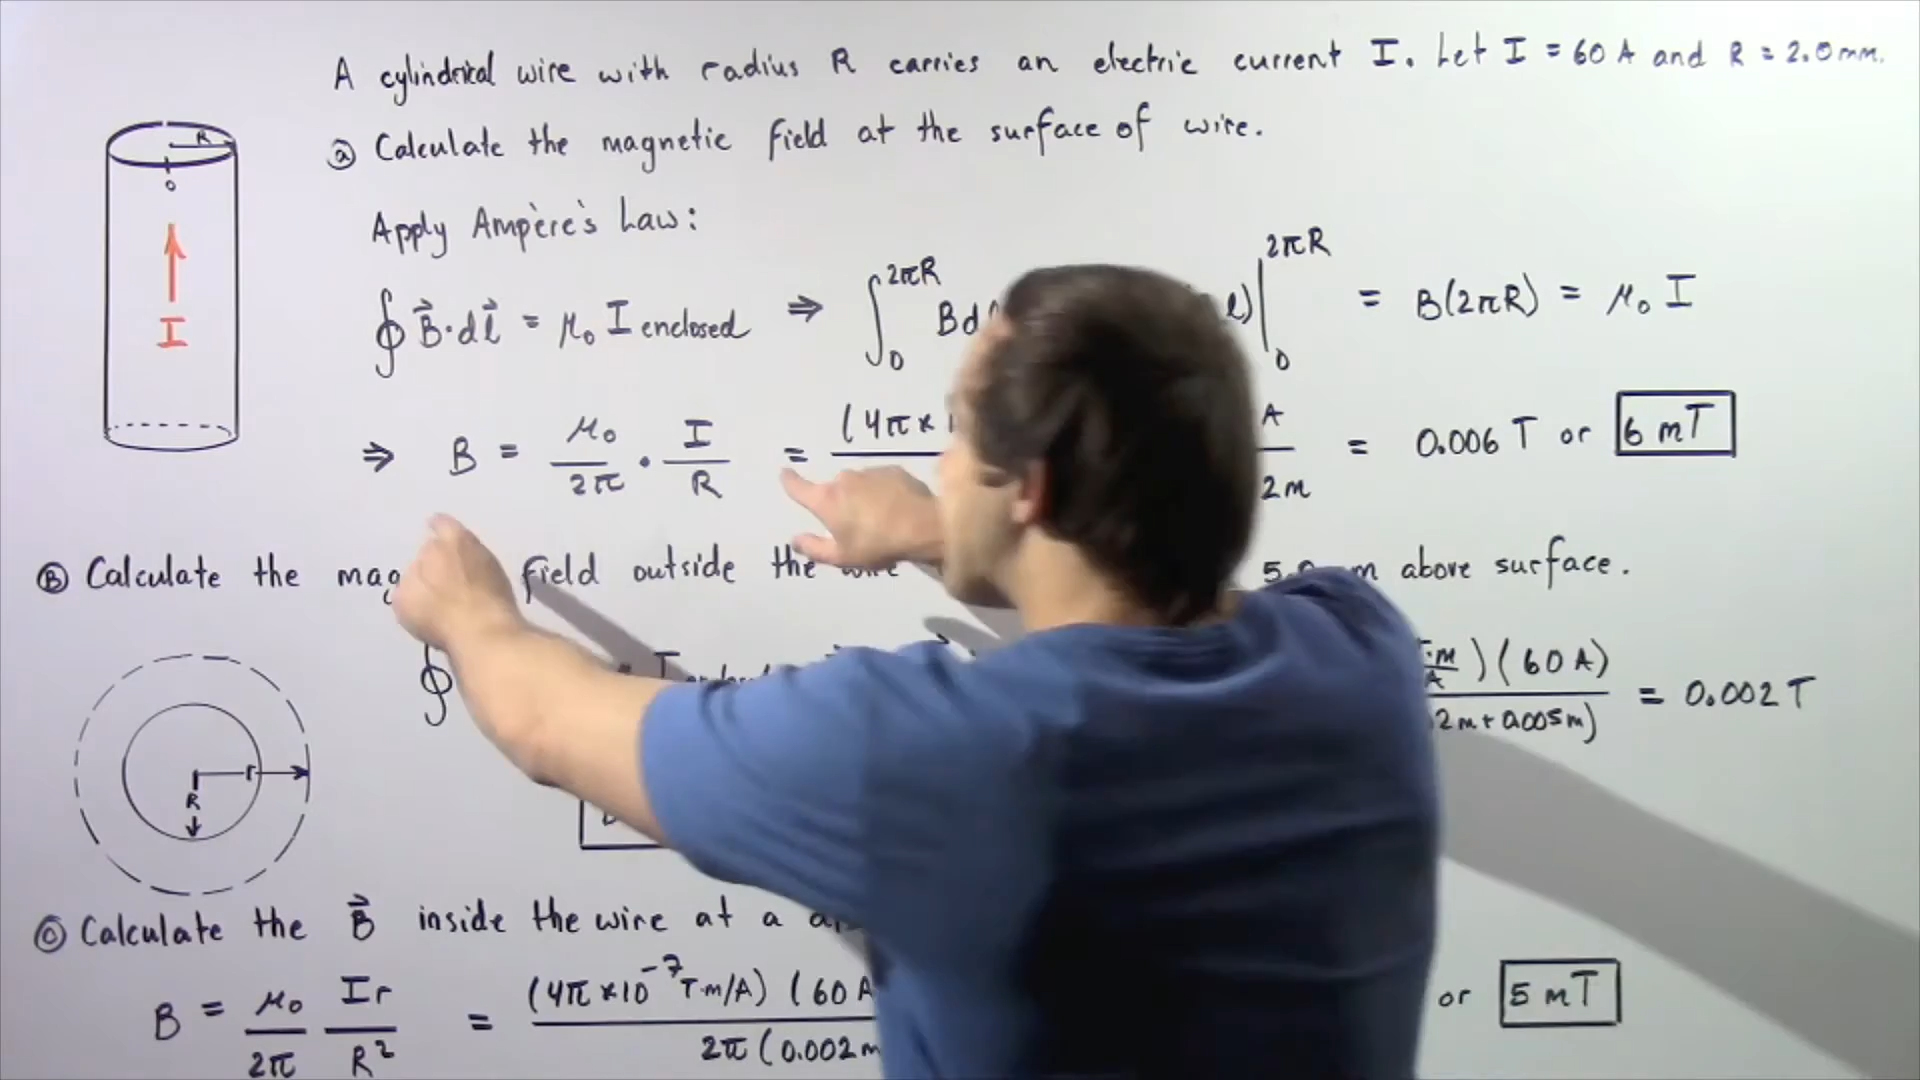 A cylindrical wire with radius R carries an electric current I. Let I = 60 A and R = 2.0 mm.
R
ⓐ Calculate the magnetic field at the surface of wire.
O
Apply Ampère's Law:
I
∮ B⃗·dl⃗ = μ₀ I enclosed ⇒ ∫₀^2πR Bdl l)|₀^2πR = B(2πR) = μ₀ I
⇒ B = μ₀/2π · I/R = (4π × A / 2m = 0.006 T or 6 mT
Ⓑ Calculate the field outside the wire above surface.
∮ I enclosed ·m/A)(60 A) / 2m + 0.005m) = 0.002 T
r
R
Ⓒ Calculate the B⃗ inside the wire at a
B = μ₀/2π Ir/R² = (4π × 10⁻⁷ T·m/A) (60 A / 2π (0.002 m or 5 mT